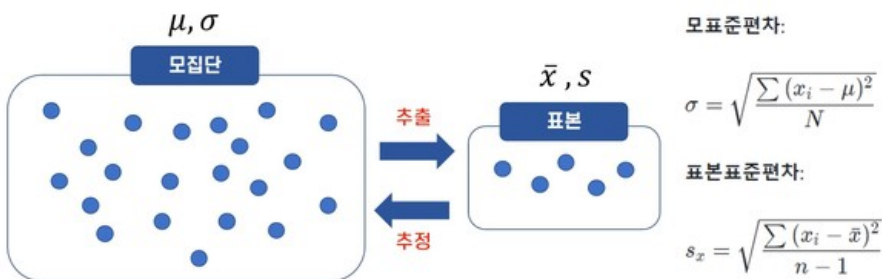 μ, σ
모집단
추출
추정
x̄ , s
표본
모표준편차:
σ = √(∑ (xᵢ − μ)² / N)
표본표준편차:
sₓ = √(∑ (xᵢ − x̄)² / (n − 1))